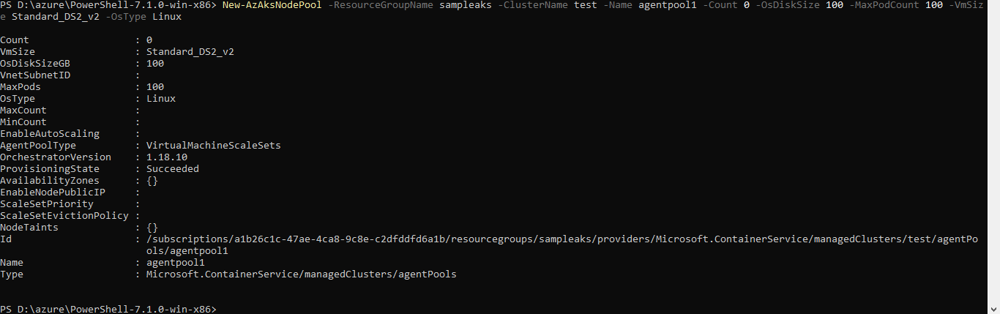 PS D:\azure\PowerShell-7.1.0-win-x86> New-AzAksNodePool -ResourceGroupName sampleaks -ClusterName test -Name agentpool1 -Count 0 -OsDiskSize 100 -MaxPodCount 100 -VmSiz
e Standard_DS2_v2 -OsType Linux
Count : 0
VmSize : Standard_DS2_v2
OsDiskSizeGB : 100
VnetSubnetID :
MaxPods : 100
OsType : Linux
MaxCount :
MinCount :
EnableAutoScaling :
AgentPoolType : VirtualMachineScaleSets
OrchestratorVersion : 1.18.10
ProvisioningState : Succeeded
AvailabilityZones : {}
EnableNodePublicIP :
ScaleSetPriority :
ScaleSetEvictionPolicy :
NodeTaints : {}
Id : /subscriptions/a1b26c1c-47ae-4ca8-9c8e-c2dfddfd6a1b/resourcegroups/sampleaks/providers/Microsoft.ContainerService/managedClusters/test/agentPo
ols/agentpool1
Name : agentpool1
Type : Microsoft.ContainerService/managedClusters/agentPools
PS D:\azure\PowerShell-7.1.0-win-x86>